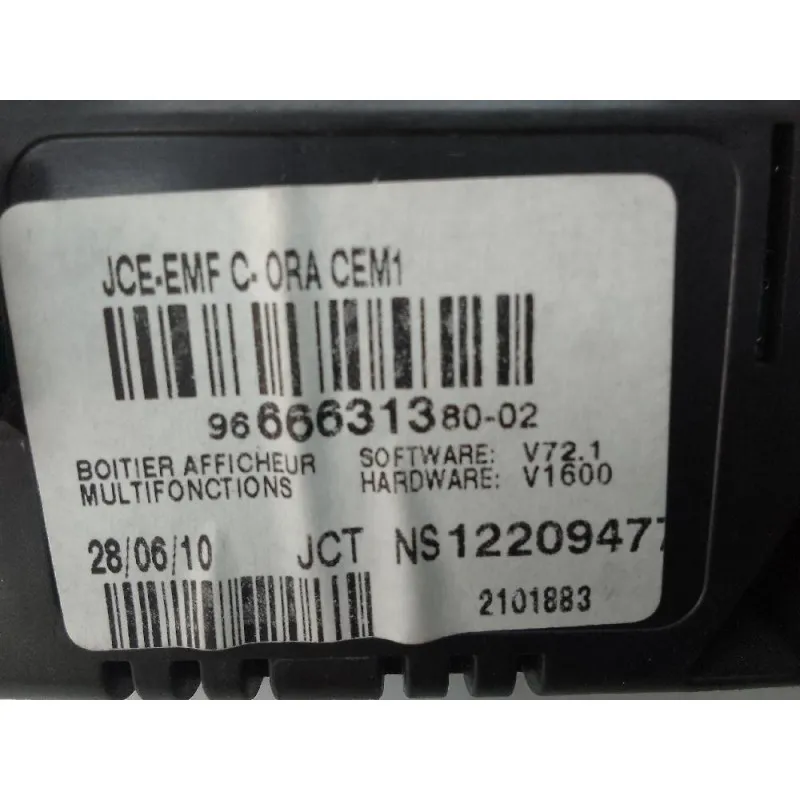 JCE-EMF C- ORA CEM1
9666631380-02
BOITIER AFFICHEUR SOFTWARE: V72.1
MULTIFONCTIONS HARDWARE: V1600
28/06/10 JCT NS12209477
2101883